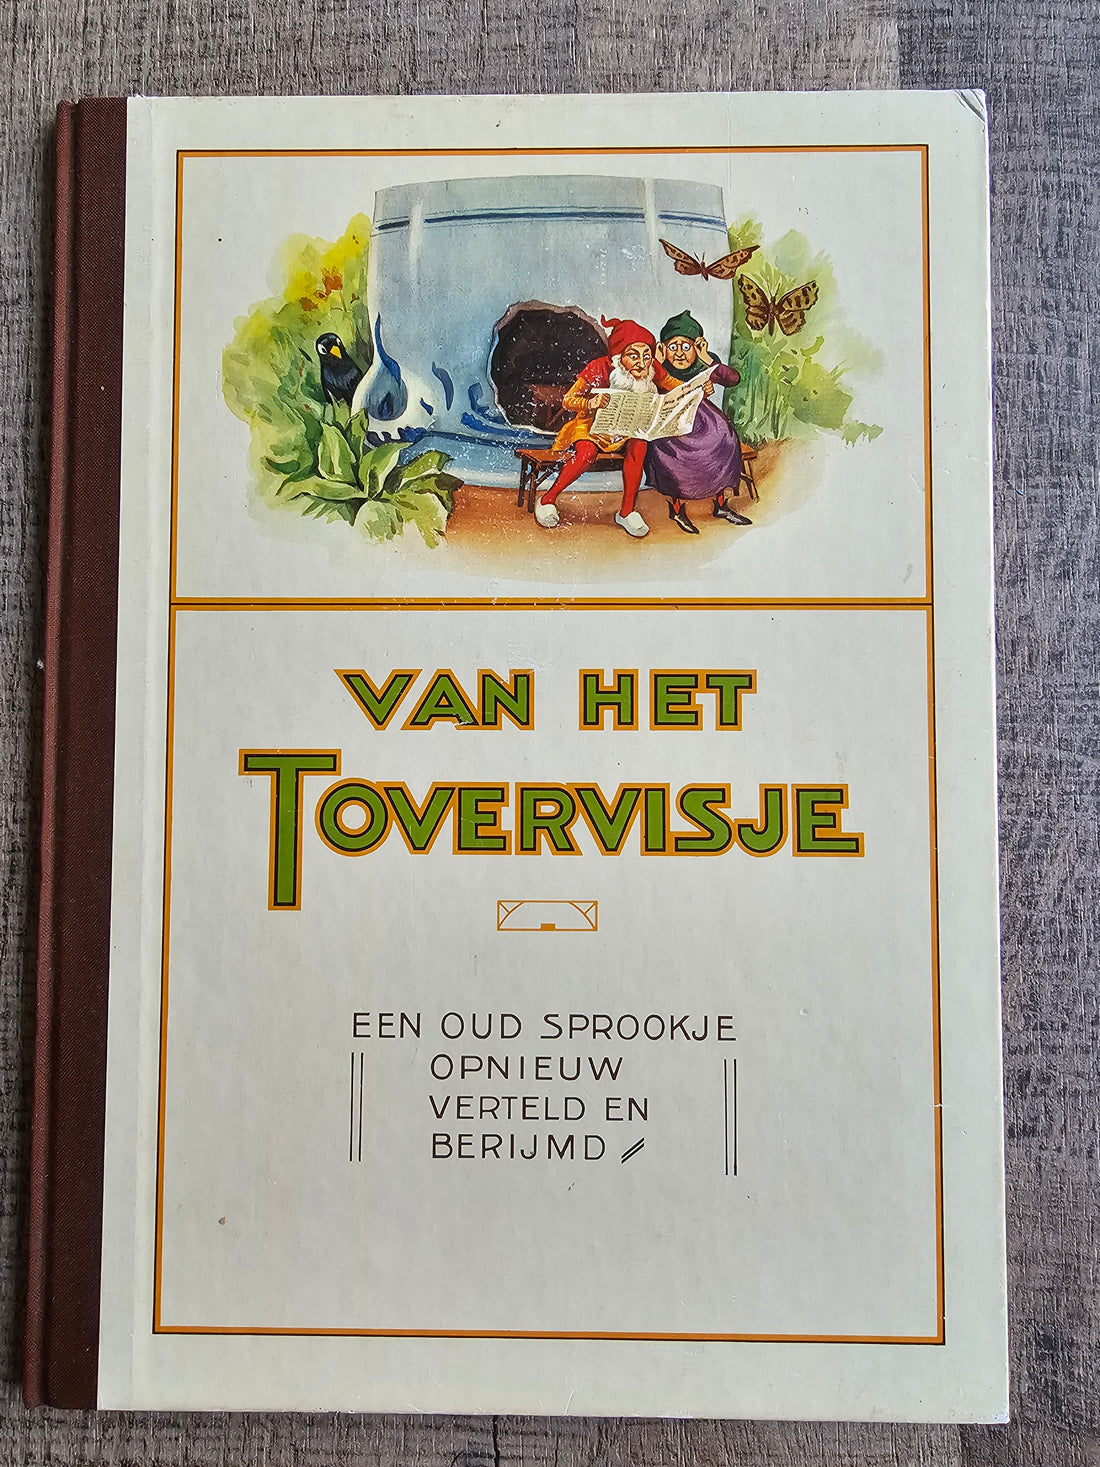 VAN HET
TOVERVISJE
EEN OUD SPROOKJE
OPNIEUW
VERTELD EN
BERIJMD